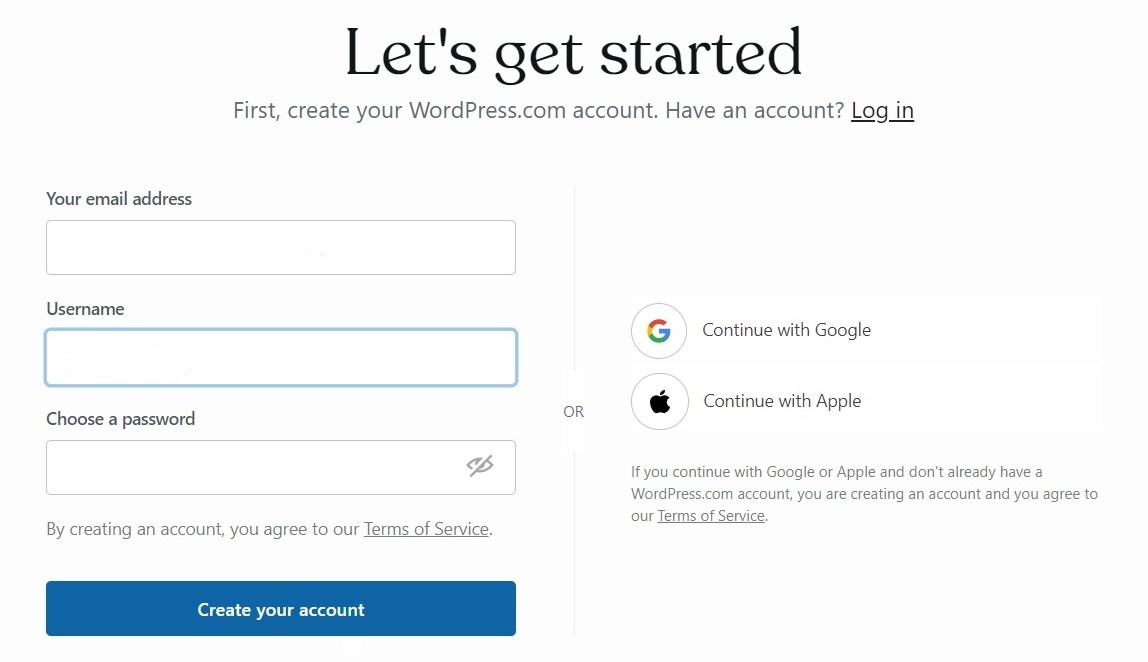 Let's get started
First, create your WordPress.com account. Have an account? Log in
Your email address
Username
Choose a password
By creating an account, you agree to our Terms of Service.
Create your account
OR
Continue with Google
Continue with Apple
If you continue with Google or Apple and don't already have a
WordPress.com account, you are creating an account and you agree to
our Terms of Service.